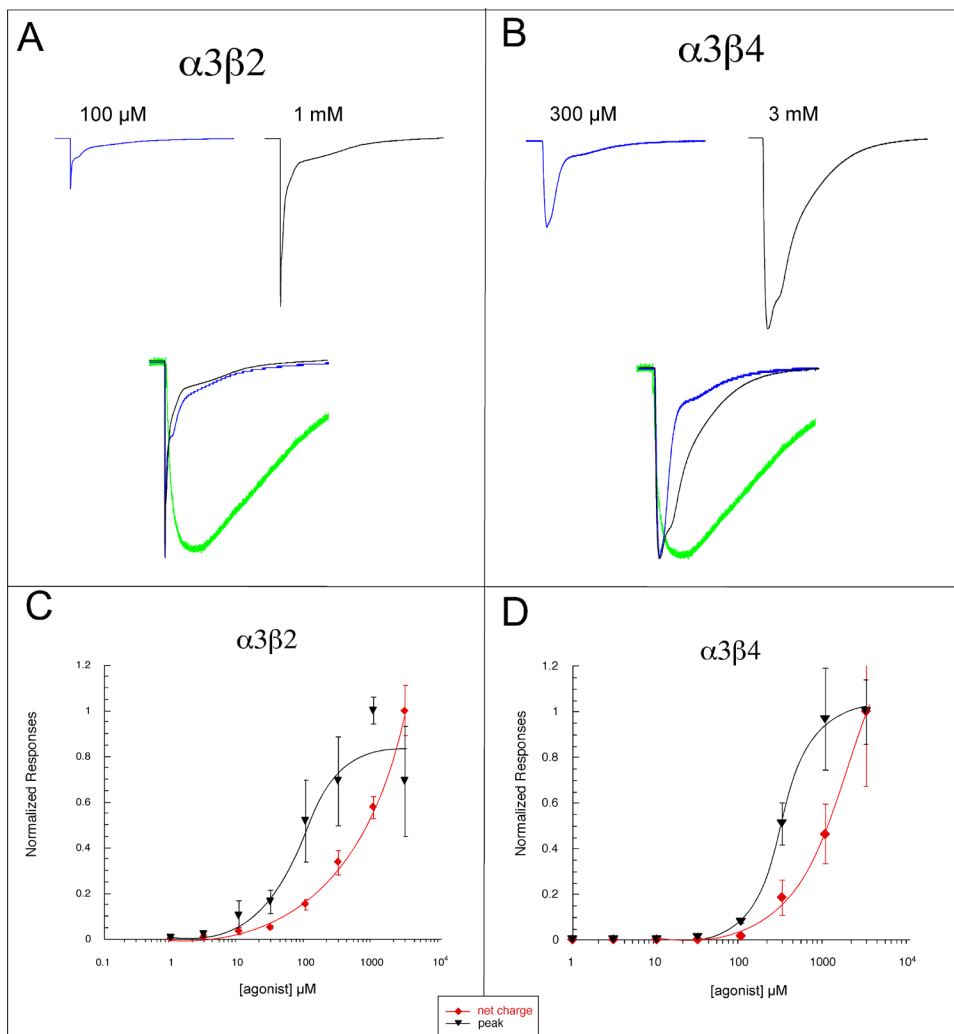 A
α3β2
100 µM
1 mM
B
α3β4
300 µM
3 mM
C
α3β2
Normalized Responses
1.2
1
0.8
0.6
0.4
0.2
0
0.1
1
10
100
1000
10⁴
[agonist] µM
D
α3β4
Normalized Responses
1.2
1
0.8
0.6
0.4
0.2
0
1
10
100
1000
10⁴
[agonist] µM
net charge
peak